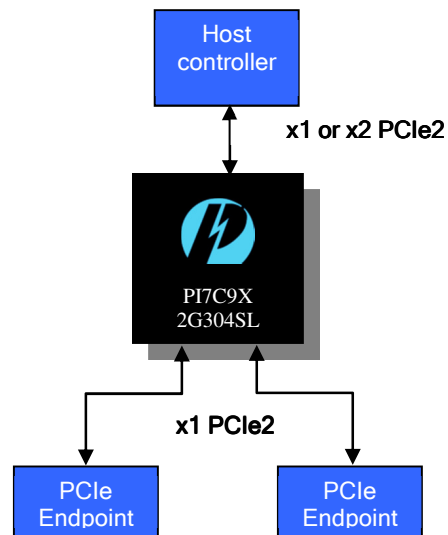 Host
controller
x1 or x2 PCIe2
PI7C9X
2G304SL
x1 PCIe2
PCIe
Endpoint
PCIe
Endpoint